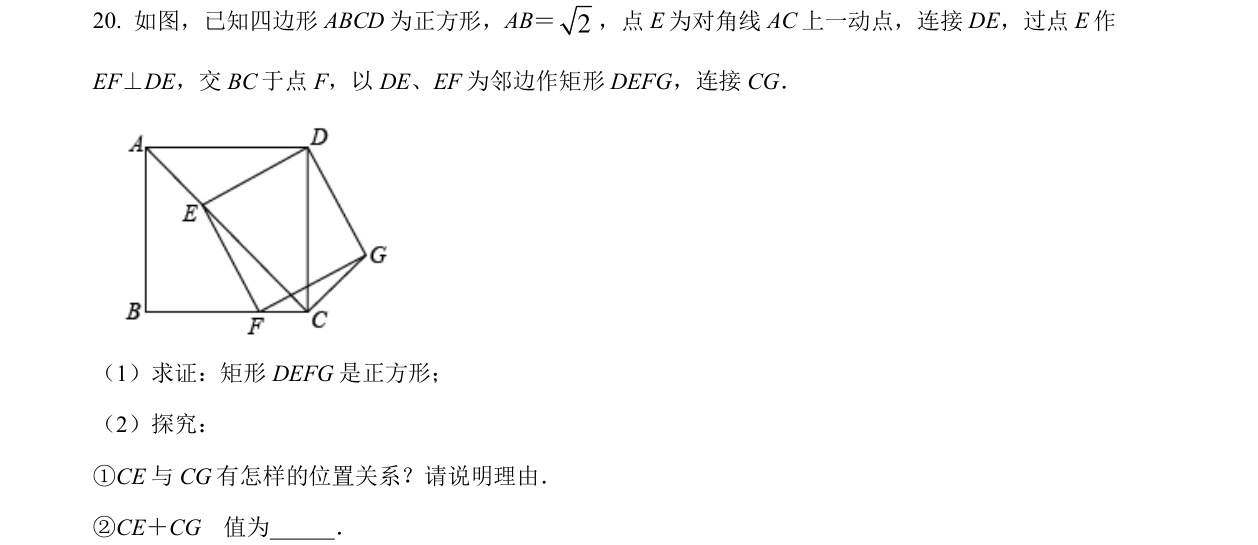 20. 如图，已知四边形 ABCD 为正方形，AB＝√2，点 E 为对角线 AC 上一动点，连接 DE，过点 E 作
EF⊥DE，交 BC 于点 F，以 DE、EF 为邻边作矩形 DEFG，连接 CG．
A
D
E
G
B
F
C
（1）求证：矩形 DEFG 是正方形；
（2）探究：
①CE 与 CG 有怎样的位置关系？请说明理由．
②CE＋CG 值为______．